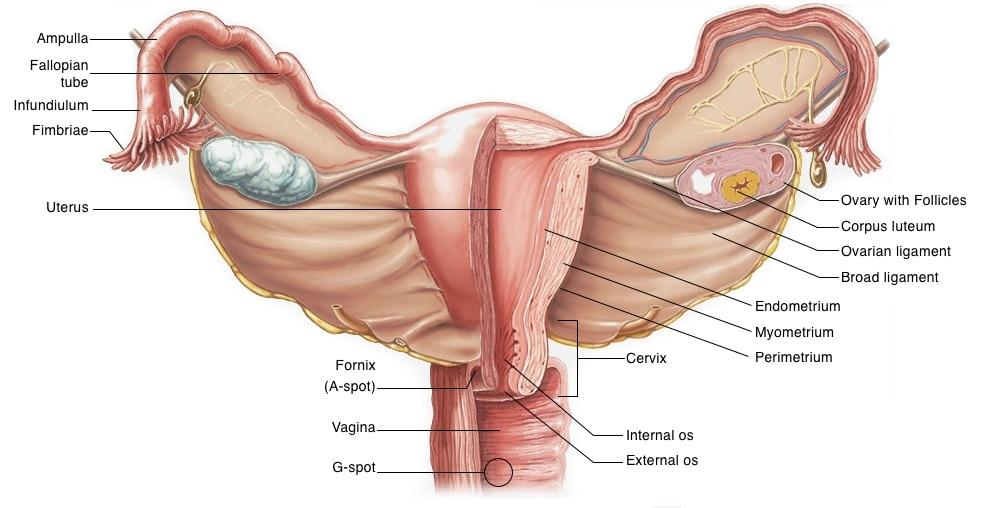 Ampulla
Fallopian
tube
Infundiulum
Fimbriae
Uterus
Fornix
(A-spot)
Vagina
G-spot
Ovary with Follicles
Corpus luteum
Ovarian ligament
Broad ligament
Endometrium
Myometrium
Perimetrium
Cervix
Internal os
External os